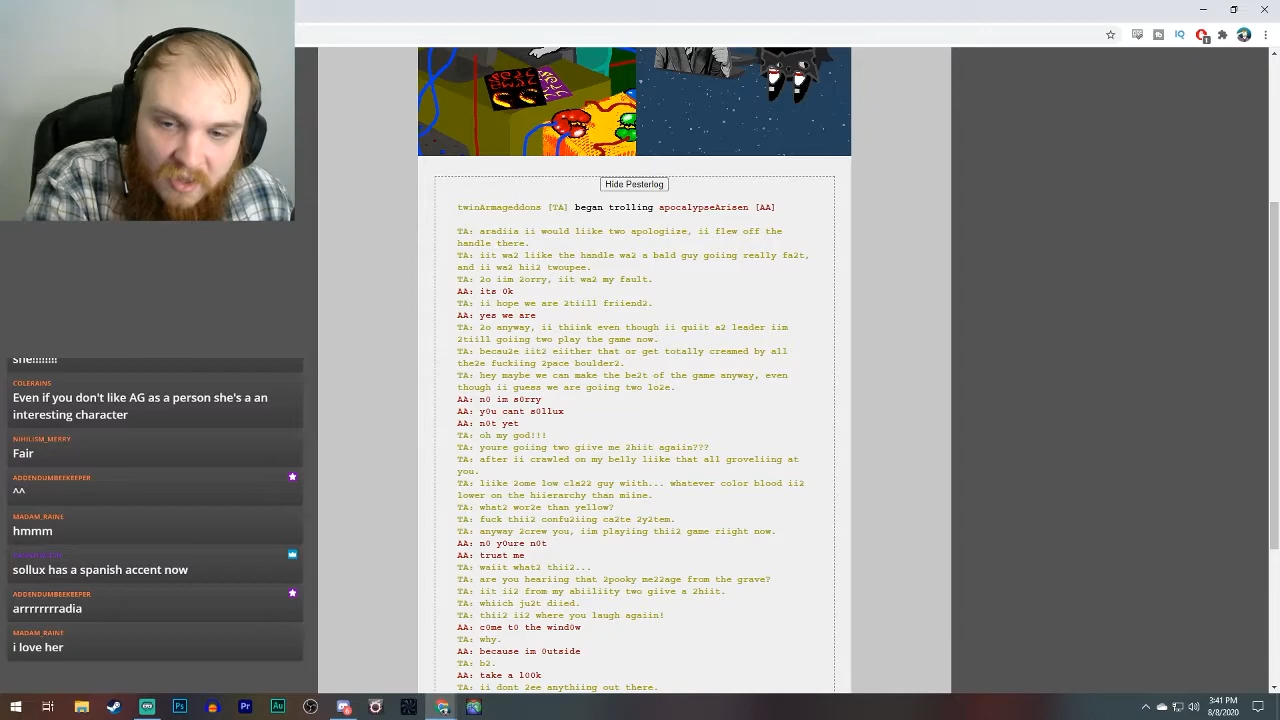 Hide Pesterlog
twinArmageddons [TA] began trolling apocalypseArisen [AA]
TA: aradiia ii would liike two apologiize, ii flew off the
handle there.
TA: iit wa2 liike the handle wa2 a bald guy goiing really fa2t,
and ii wa2 hii2 twoupee.
TA: 2o iim 2orry, iit wa2 my fault.
AA: its 0k
TA: ii hope we are 2tiill friiend2.
AA: yes we are
TA: 2o anyway, ii thiink even though ii quiit a2 leader iim
2tiill goiing two play the game now.
TA: becau2e iit2 eiither that or get totally creamed by all
the2e fuckiing 2pace boulder2.
TA: hey maybe we can make the be2t of the game anyway, even
though ii guess we are goiing two lo2e.
AA: n0 im s0rry
AA: y0u cant s0llux
AA: n0t yet
TA: oh my god!!!
TA: youre goiing two giive me 2hiit agaiin???
TA: after ii crawled on my belly liike that all groveliing at
you.
TA: liike 2ome low cla22 guy wiith... whatever color blood ii2
lower on the hiierarchy than miine.
TA: what2 wor2e than yellow?
TA: fuck thii2 confu2iing ca2te 2y2tem.
TA: anyway 2crew you, iim playiing thii2 game riight now.
AA: n0 y0ure n0t
AA: trust me
TA: waiit what2 thii2...
TA: are you heariing that 2pooky me22age from the grave?
TA: iit ii2 from my abiiliity two giive a 2hiit.
TA: whiich ju2t diied.
TA: thii2 ii2 where you laugh agaiin!
AA: c0me t0 the wind0w
TA: why.
AA: because im 0utside
TA: b2.
AA: take a l00k
TA: ii dont 2ee anythiing out there.
she!!!!!!!!
COLERAINS
Even if you don't like AG as a person she's a an
interesting character
NIHILISM_MERRY
Fair
ADDENDUMBEEKEEPER
^^
MADAM_RAINE
hmmm
sollux has a spanish accent now
ADDENDUMBEEKEEPER
arrrrrrrradia
MADAM_RAINE
i love her
3:41 PM
8/8/2020